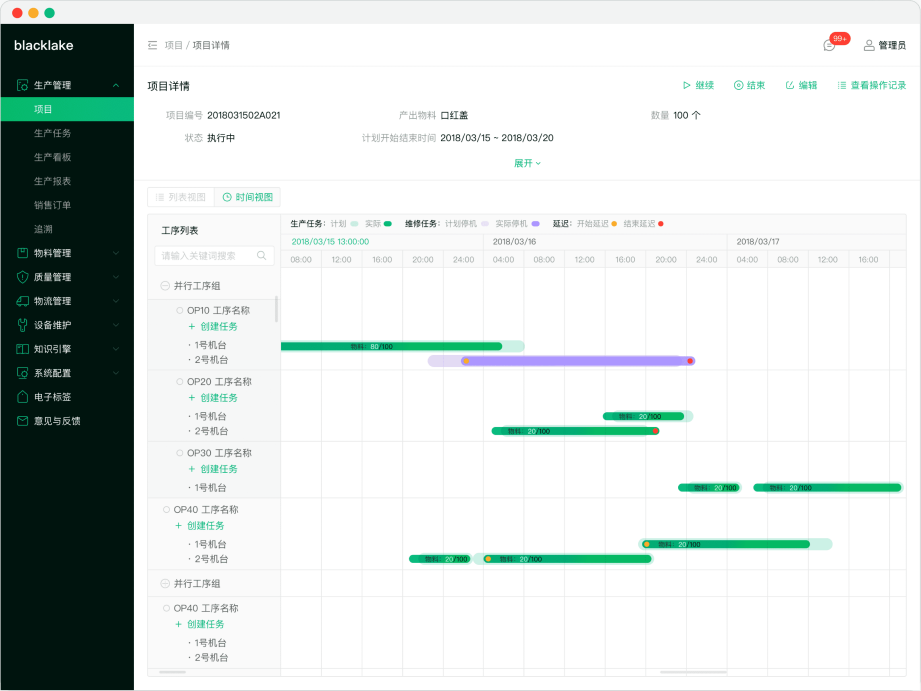 blacklake
项目 / 项目详情
99+
管理员
生产管理
项目
生产任务
生产看板
生产报表
销售订单
追溯
物料管理
质量管理
物流管理
设备维护
知识引擎
系统配置
电子标签
意见与反馈
项目详情
继续 结束 编辑 查看操作记录
项目编号 2018031502A021 产出物料 口红盖 数量 100 个
状态 执行中 计划开始结束时间 2018/03/15 ~ 2018/03/20
展开
列表视图 时间视图
工序列表
生产任务: 计划 实际 维修任务: 计划停机 实际停机 延迟: 开始延迟 结束延迟
2018/03/15 13:00:00 2018/03/16 2018/03/17
请输入关键词搜索
08:00 12:00 16:00 20:00 24:00 04:00 08:00 12:00 16:00 20:00 24:00 04:00 08:00 12:00 16:00
并行工序组
OP10 工序名称
+ 创建任务
· 1号机台
物料: 80/100
· 2号机台
OP20 工序名称
+ 创建任务
· 1号机台
物料: 20/100
· 2号机台
物料: 20/100
OP30 工序名称
+ 创建任务
· 1号机台
物料: 20/100 物料: 20/100
OP40 工序名称
+ 创建任务
· 1号机台
物料: 20/100
· 2号机台
物料: 20/100 物料: 20/100
并行工序组
OP40 工序名称
+ 创建任务
· 1号机台
· 2号机台